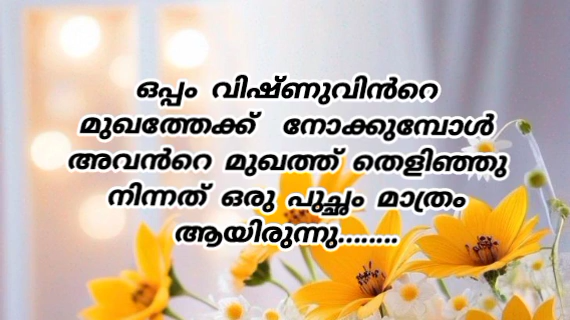 ഒപ്പം വിഷ്ണുവിൻറെ
മുഖത്തേക്ക് നോക്കുമ്പോൾ
അവൻറെ മുഖത്ത് തെളിഞ്ഞു
നിന്നത് ഒരു പുച്ഛം മാത്രം
ആയിരുന്നു........